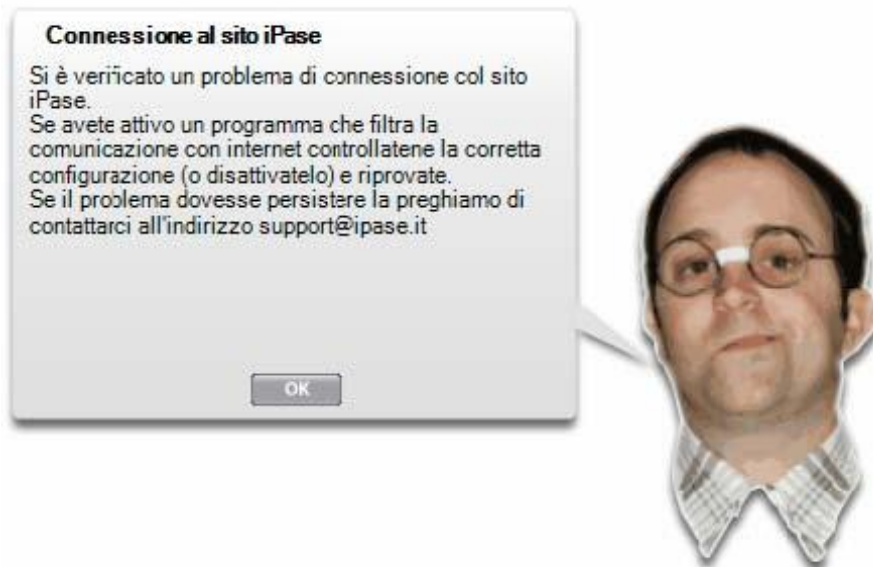 Connessione al sito iPase
Si è verificato un problema di connessione col sito
iPase.
Se avete attivo un programma che filtra la
comunicazione con internet controllatene la corretta
configurazione (o disattivatelo) e riprovate.
Se il problema dovesse persistere la preghiamo di
contattarci all'indirizzo support@ipase.it
OK